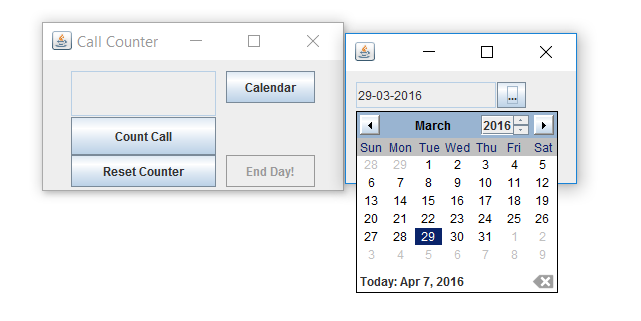 Call Counter
Calendar
Count Call
Reset Counter
End Day!
29-03-2016
...
March
2016
Sun Mon Tue Wed Thu Fri Sat
28 29 1 2 3 4 5
6 7 8 9 10 11 12
13 14 15 16 17 18 19
20 21 22 23 24 25 26
27 28 29 30 31 1 2
3 4 5 6 7 8 9
Today: Apr 7, 2016